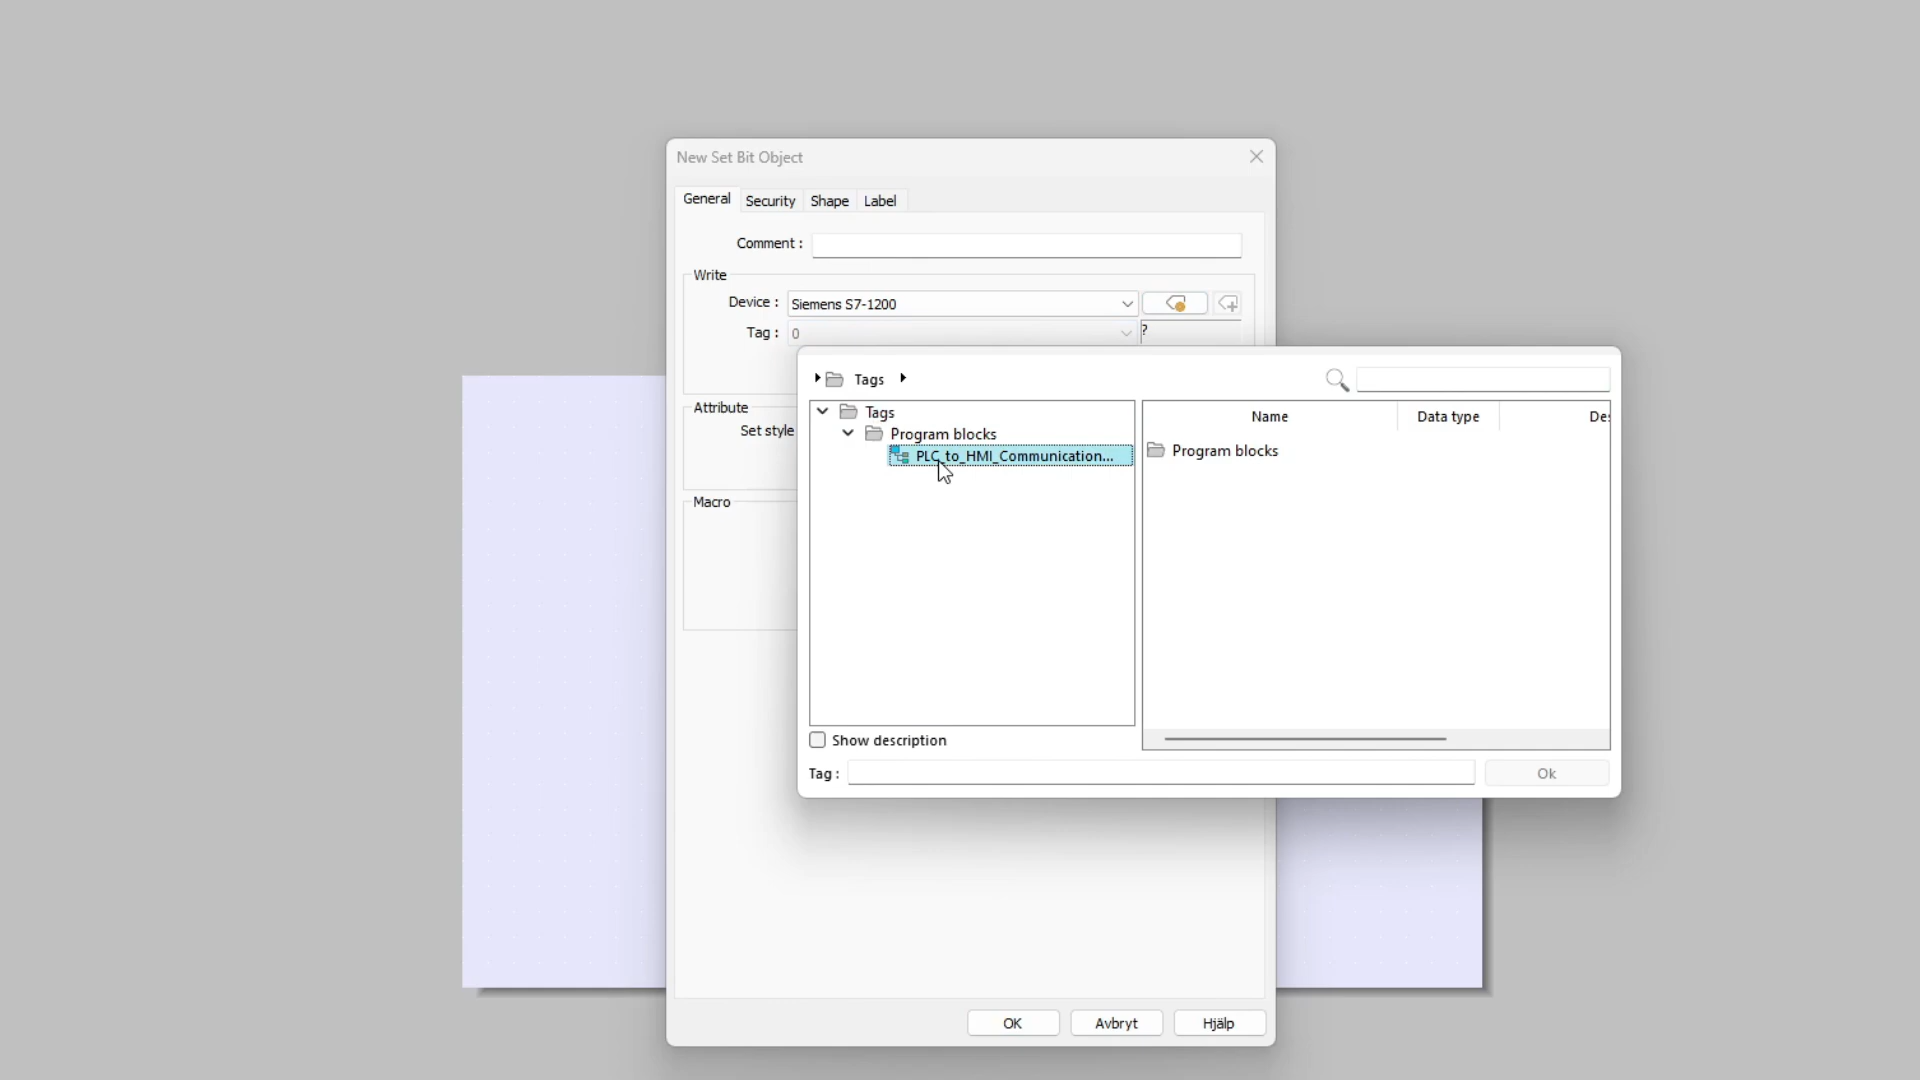 New Set Bit Object
General Security Shape Label
Comment :
Write
Device : Siemens S7-1200
Tag : 0 ?
Tags
Tags
Program blocks
PLC_to_HMI_Communication...
Name Data type Des
Program blocks
Attribute
Set style
Macro
Show description
Tag : Ok
OK Avbryt Hjälp